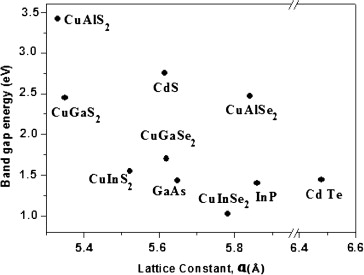 3.5
3.0
2.5
2.0
1.5
1.0
Band gap energy (eV)
CuAlS₂
CuGaS₂
CdS
CuAlSe₂
CuGaSe₂
CuInS₂
GaAs
CuInSe₂
InP
Cd Te
5.4
5.6
5.8
6.4
6.6
Lattice Constant, a(Å)